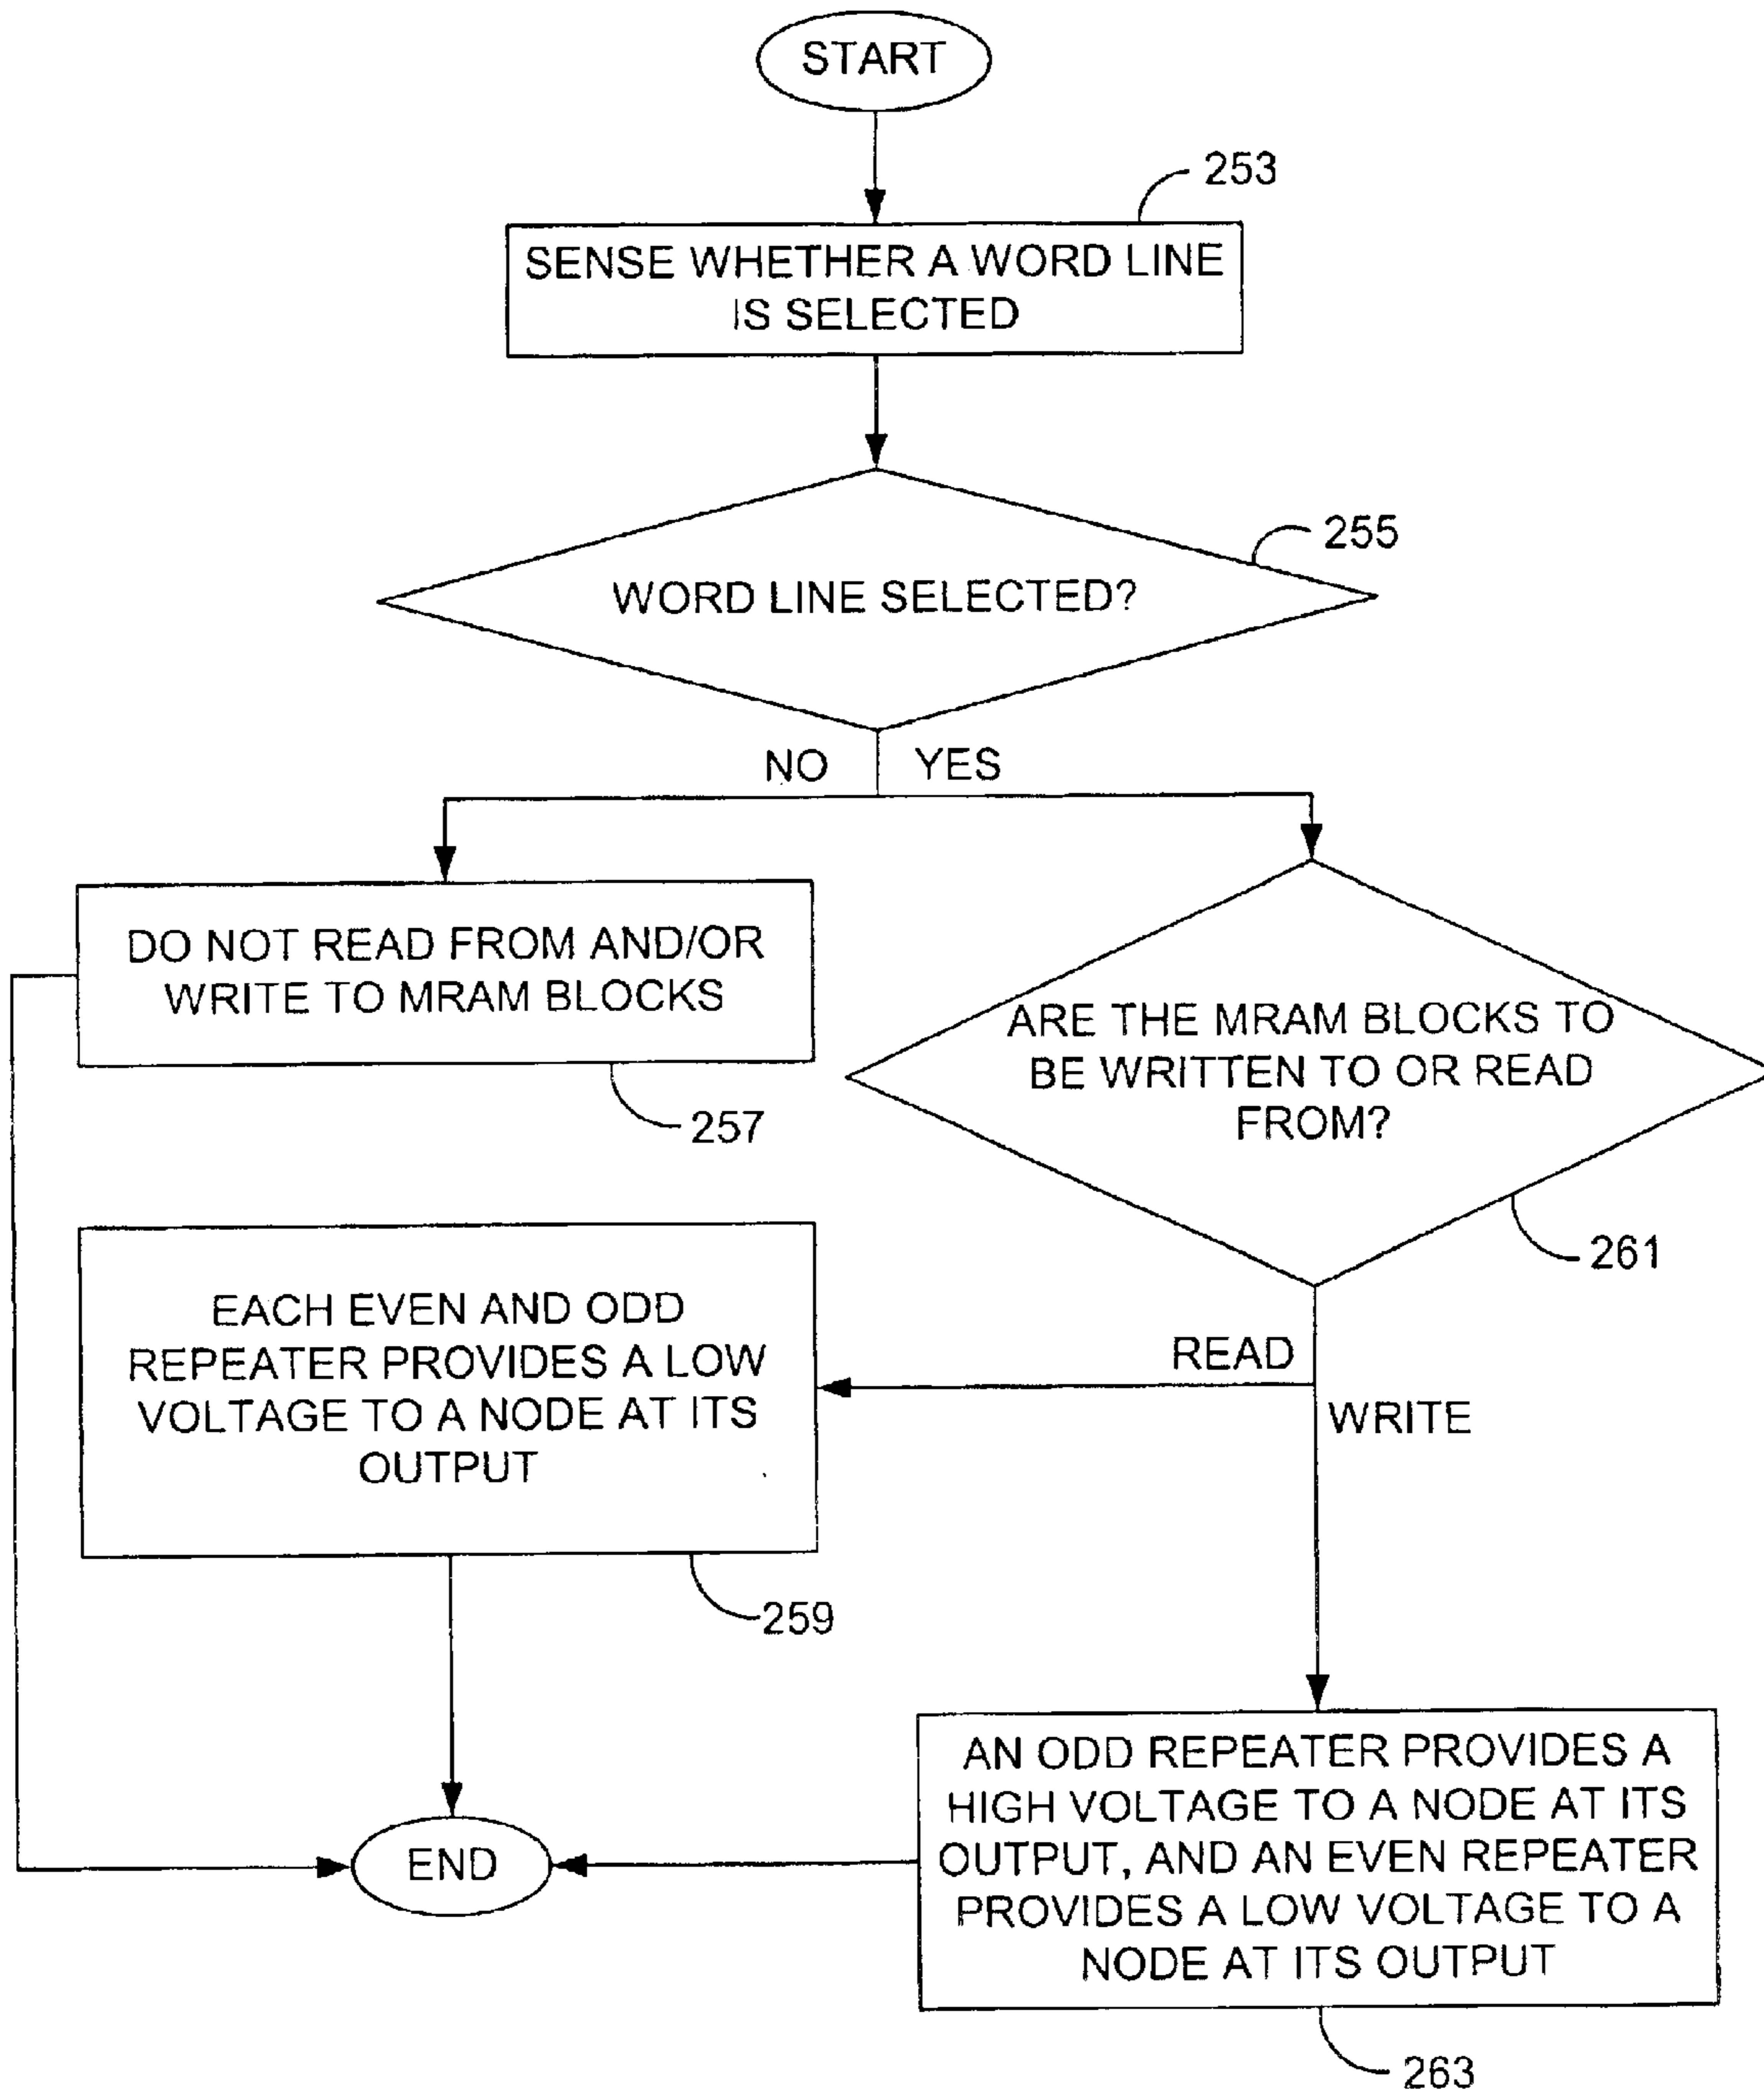 START
253
SENSE WHETHER A WORD LINE
IS SELECTED
255
WORD LINE SELECTED?
NO
YES
DO NOT READ FROM AND/OR
WRITE TO MRAM BLOCKS
257
ARE THE MRAM BLOCKS TO
BE WRITTEN TO OR READ
FROM?
261
READ
WRITE
EACH EVEN AND ODD
REPEATER PROVIDES A LOW
VOLTAGE TO A NODE AT ITS
OUTPUT
259
AN ODD REPEATER PROVIDES A
HIGH VOLTAGE TO A NODE AT ITS
OUTPUT, AND AN EVEN REPEATER
PROVIDES A LOW VOLTAGE TO A
NODE AT ITS OUTPUT
263
END